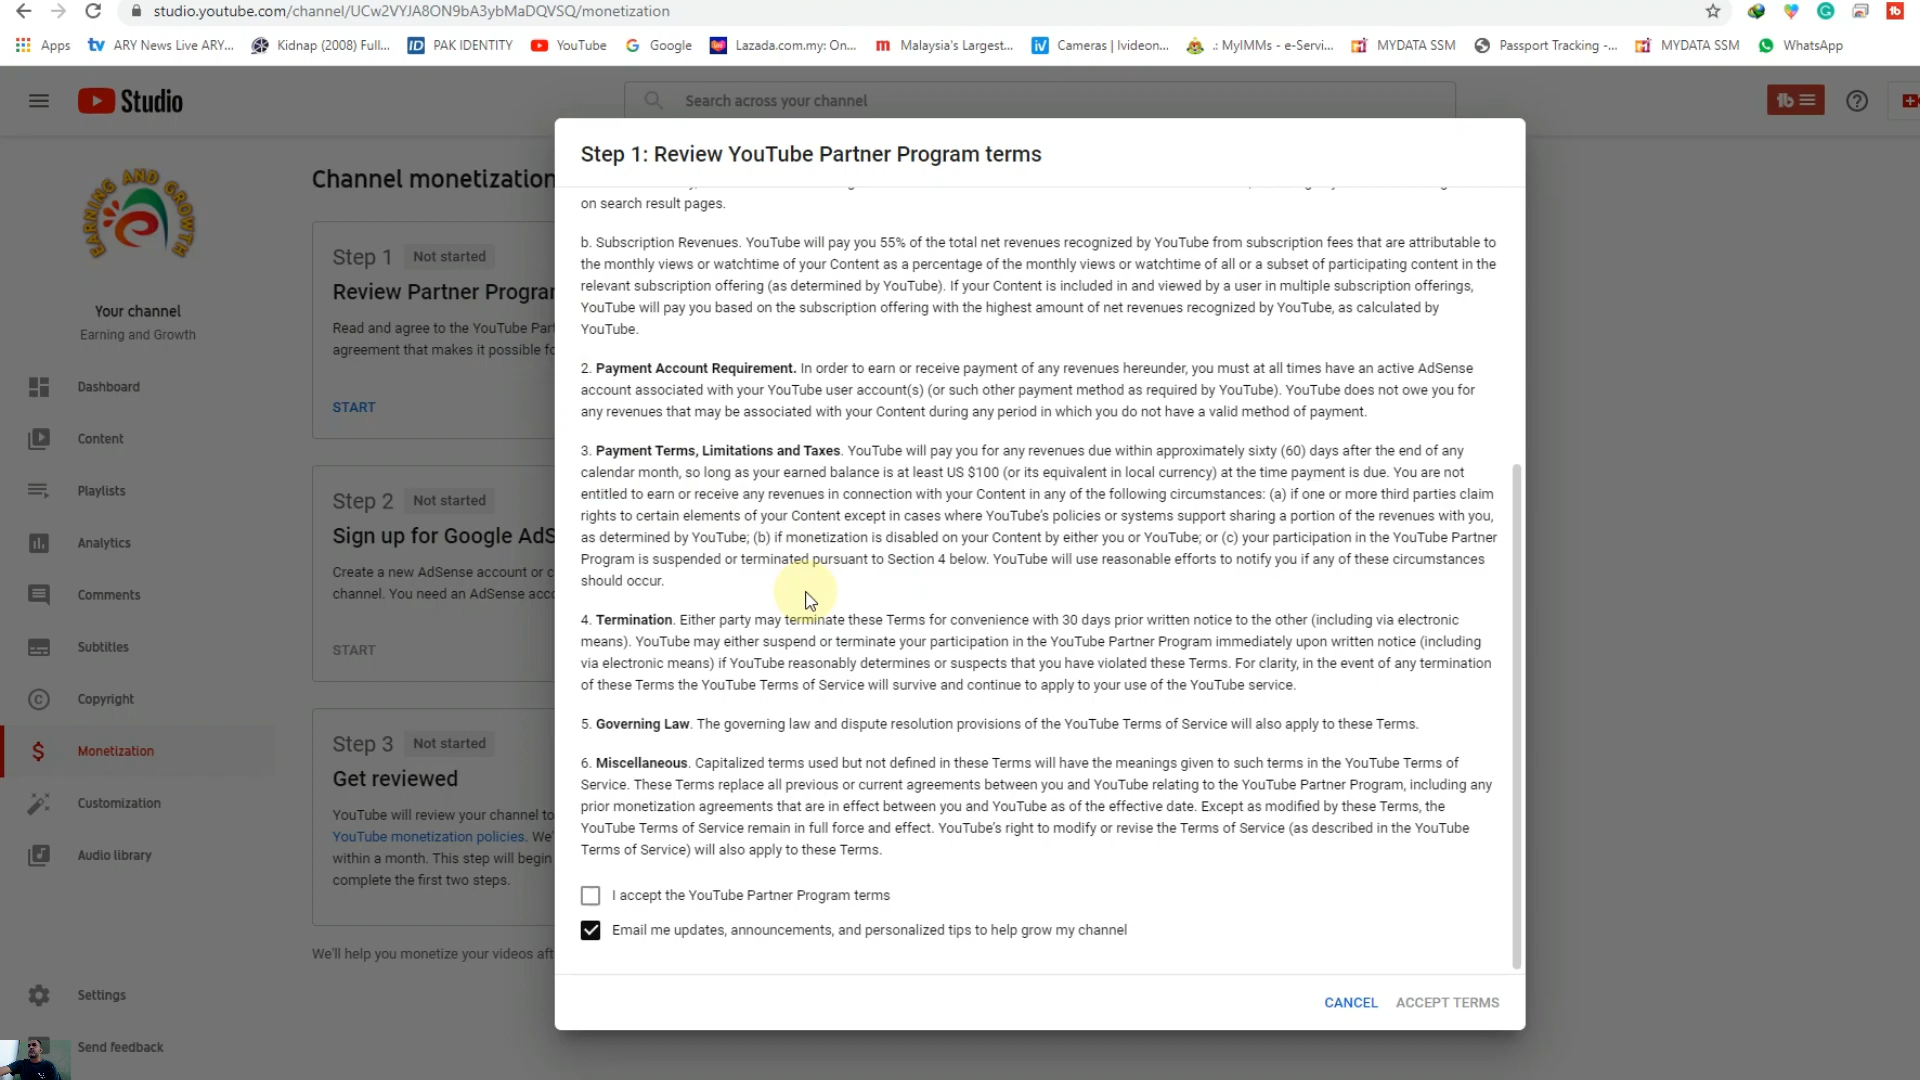 studio.youtube.com/channel/UCw2VYJA8ON9bA3ybMaDQVSQ/monetization
Apps
ARY News Live ARY...
Kidnap (2008) Full...
PAK IDENTITY
YouTube
Google
Lazada.com.my: On...
Malaysia's Largest...
Cameras | Ivideon...
.: MyIMMs - e-Servi...
MYDATA SSM
Passport Tracking -...
MYDATA SSM
WhatsApp
Studio
Search across your channel
EARNING AND GROWTH
Your channel
Earning and Growth
Dashboard
Content
Playlists
Analytics
Comments
Subtitles
Copyright
Monetization
Customization
Audio library
Settings
Send feedback
Channel monetization
Step 1 Not started
Review Partner Program
Read and agree to the YouTube Part
agreement that makes it possible fo
START
Step 2 Not started
Sign up for Google AdS
Create a new AdSense account or c
channel. You need an AdSense acco
START
Step 3 Not started
Get reviewed
YouTube will review your channel to
YouTube monetization policies. We'
within a month. This step will begin
complete the first two steps.
We'll help you monetize your videos aft
Step 1: Review YouTube Partner Program terms
on search result pages.
b. Subscription Revenues. YouTube will pay you 55% of the total net revenues recognized by YouTube from subscription fees that are attributable to
the monthly views or watchtime of your Content as a percentage of the monthly views or watchtime of all or a subset of participating content in the
relevant subscription offering (as determined by YouTube). If your Content is included in and viewed by a user in multiple subscription offerings,
YouTube will pay you based on the subscription offering with the highest amount of net revenues recognized by YouTube, as calculated by
YouTube.
2. Payment Account Requirement. In order to earn or receive payment of any revenues hereunder, you must at all times have an active AdSense
account associated with your YouTube user account(s) (or such other payment method as required by YouTube). YouTube does not owe you for
any revenues that may be associated with your Content during any period in which you do not have a valid method of payment.
3. Payment Terms, Limitations and Taxes. YouTube will pay you for any revenues due within approximately sixty (60) days after the end of any
calendar month, so long as your earned balance is at least US $100 (or its equivalent in local currency) at the time payment is due. You are not
entitled to earn or receive any revenues in connection with your Content in any of the following circumstances: (a) if one or more third parties claim
rights to certain elements of your Content except in cases where YouTube's policies or systems support sharing a portion of the revenues with you,
as determined by YouTube; (b) if monetization is disabled on your Content by either you or YouTube; or (c) your participation in the YouTube Partner
Program is suspended or terminated pursuant to Section 4 below. YouTube will use reasonable efforts to notify you if any of these circumstances
should occur.
4. Termination. Either party may terminate these Terms for convenience with 30 days prior written notice to the other (including via electronic
means). YouTube may either suspend or terminate your participation in the YouTube Partner Program immediately upon written notice (including
via electronic means) if YouTube reasonably determines or suspects that you have violated these Terms. For clarity, in the event of any termination
of these Terms the YouTube Terms of Service will survive and continue to apply to your use of the YouTube service.
5. Governing Law. The governing law and dispute resolution provisions of the YouTube Terms of Service will also apply to these Terms.
6. Miscellaneous. Capitalized terms used but not defined in these Terms will have the meanings given to such terms in the YouTube Terms of
Service. These Terms replace all previous or current agreements between you and YouTube relating to the YouTube Partner Program, including any
prior monetization agreements that are in effect between you and YouTube as of the effective date. Except as modified by these Terms, the
YouTube Terms of Service remain in full force and effect. YouTube's right to modify or revise the Terms of Service (as described in the YouTube
Terms of Service) will also apply to these Terms.
I accept the YouTube Partner Program terms
Email me updates, announcements, and personalized tips to help grow my channel
CANCEL ACCEPT TERMS